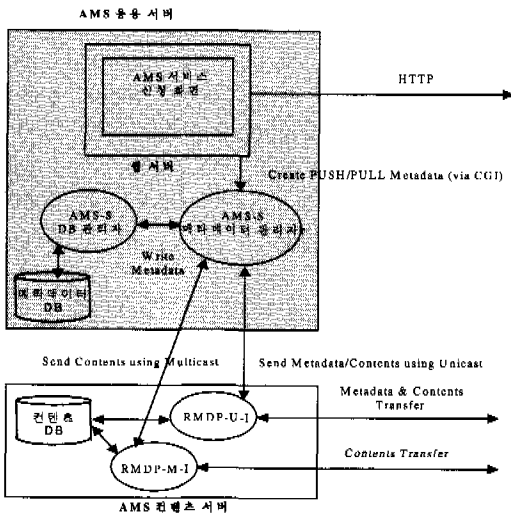 AMS 응용 서버
AMS 서비스
신청화면
HTTP
웹 서버
Create PUSH/PULL Metadata (via CGI)
AMS-S
DB 관리자
AMS-S
메타데이터 관리자
Write
Metadata
메타데이터
DB
Send Contents using Multicast
Send Metadata/Contents using Unicast
Metadata & Contents
Transfer
컨텐츠
DB
RMDP-U-I
RMDP-M-I
Contents Transfer
AMS 컨텐츠 서버